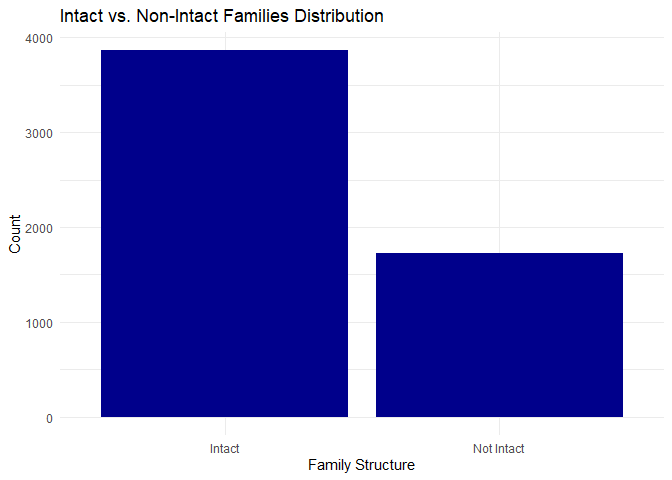 Intact vs. Non-Intact Families Distribution
4000
3000
2000
1000
0
Count
Intact
Not Intact
Family Structure